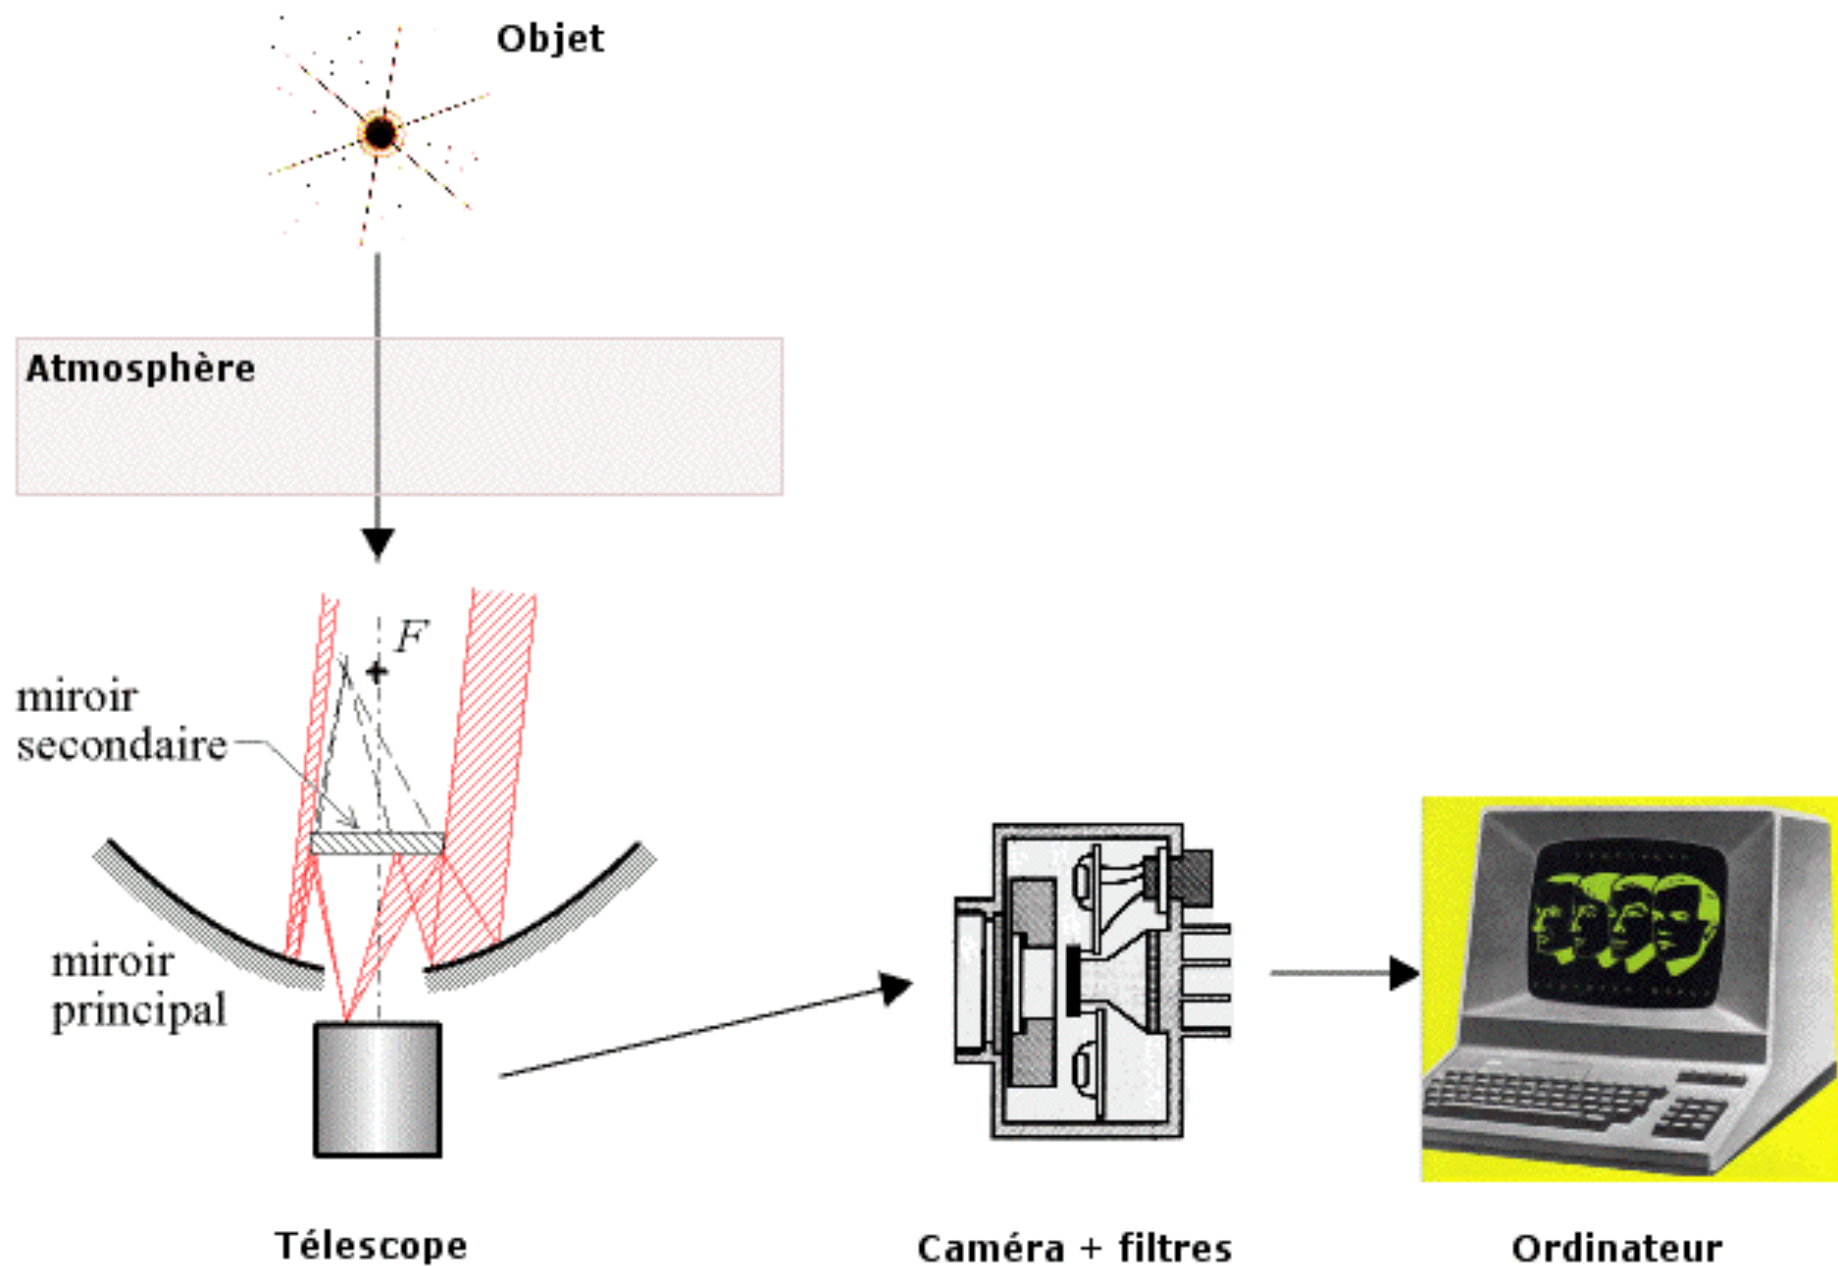 Objet
Atmosphère
F
miroir
secondaire
miroir
principal
Télescope
Caméra + filtres
Ordinateur